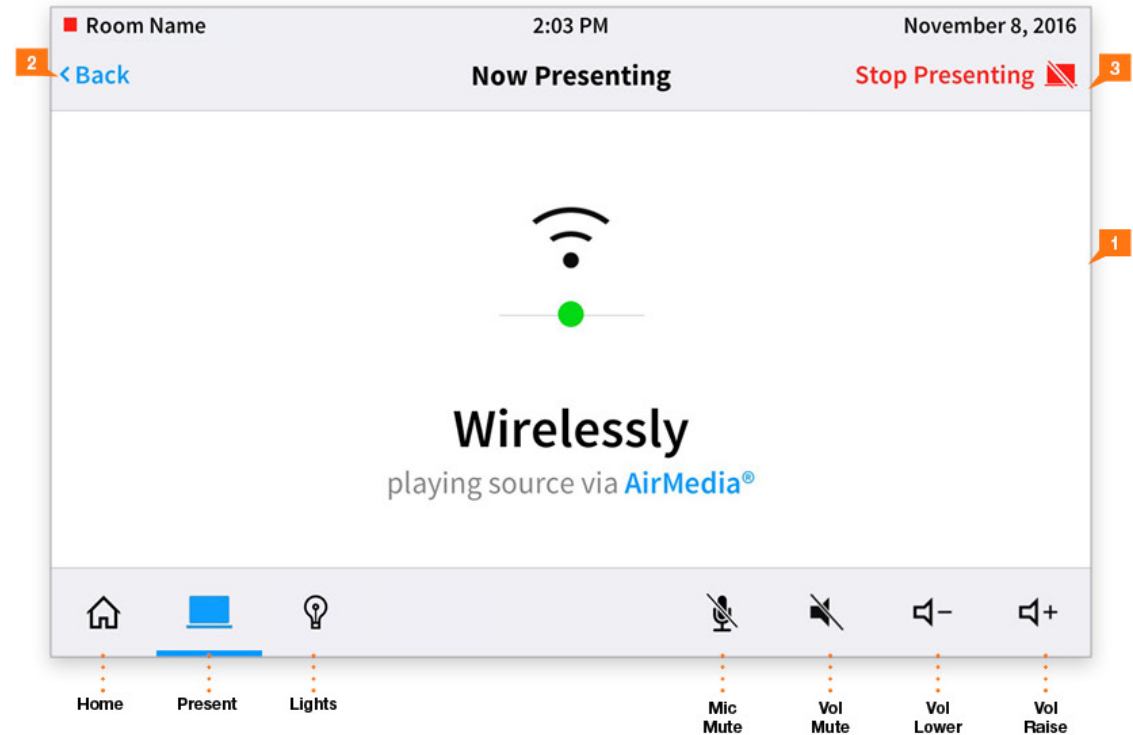 Room Name 2:03 PM November 8, 2016
2
< Back Now Presenting Stop Presenting
3
1
Wirelessly
playing source via AirMedia®
Home Present Lights Mic Mute Vol Mute Vol Lower Vol Raise